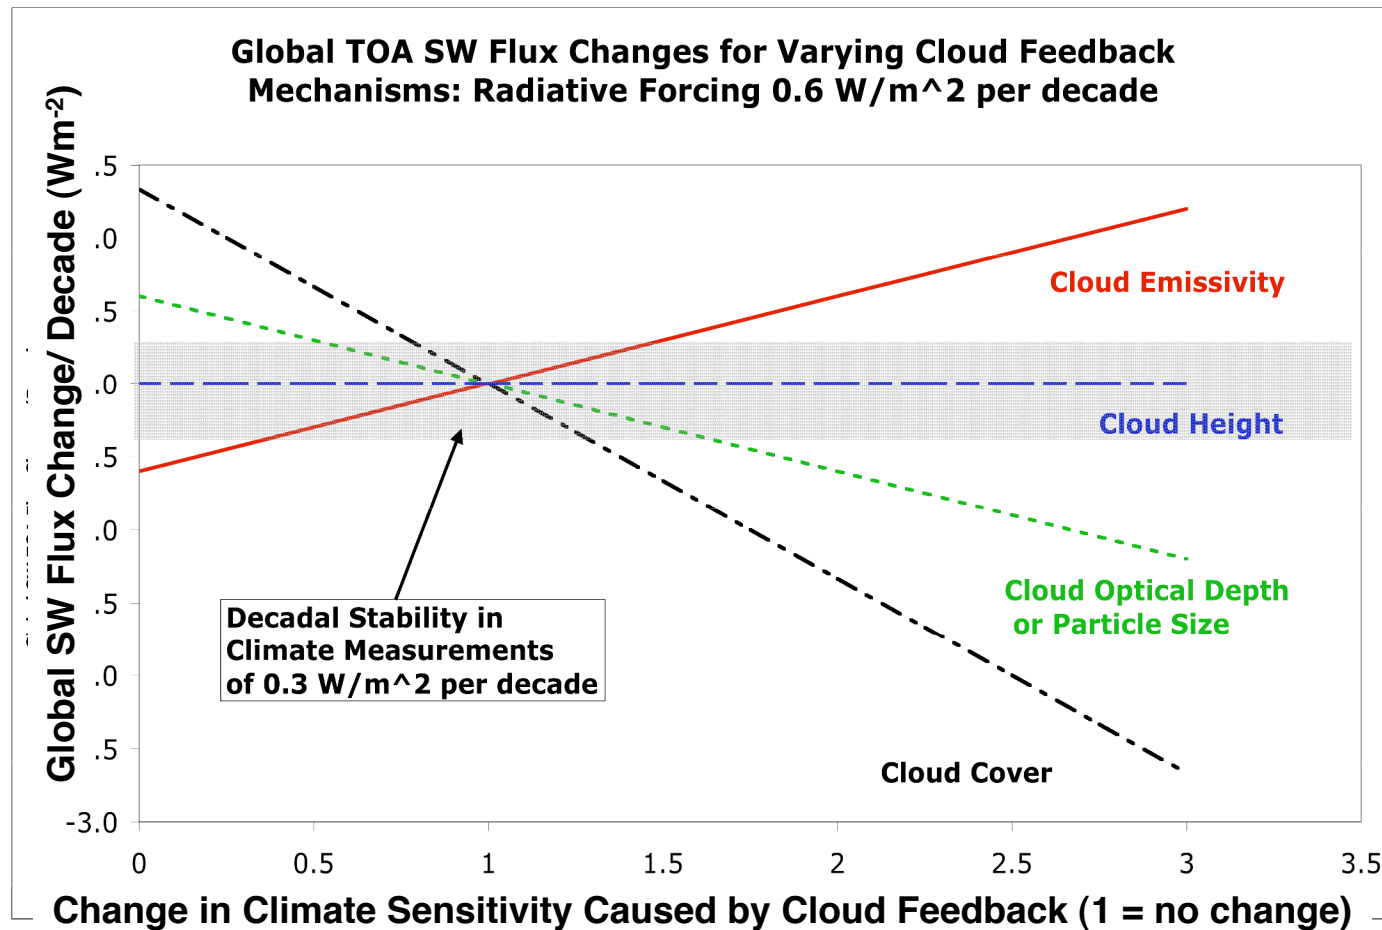 Global TOA SW Flux Changes for Varying Cloud Feedback
Mechanisms: Radiative Forcing 0.6 W/m^2 per decade
Global SW Flux Change/ Decade (Wm-2)
.5
.0
.5
.0
.5
.0
.5
.0
.5
-3.0
Cloud Emissivity
Cloud Height
Cloud Optical Depth
or Particle Size
Decadal Stability in
Climate Measurements
of 0.3 W/m^2 per decade
Cloud Cover
0 0.5 1 1.5 2 2.5 3 3.5
Change in Climate Sensitivity Caused by Cloud Feedback (1 = no change)